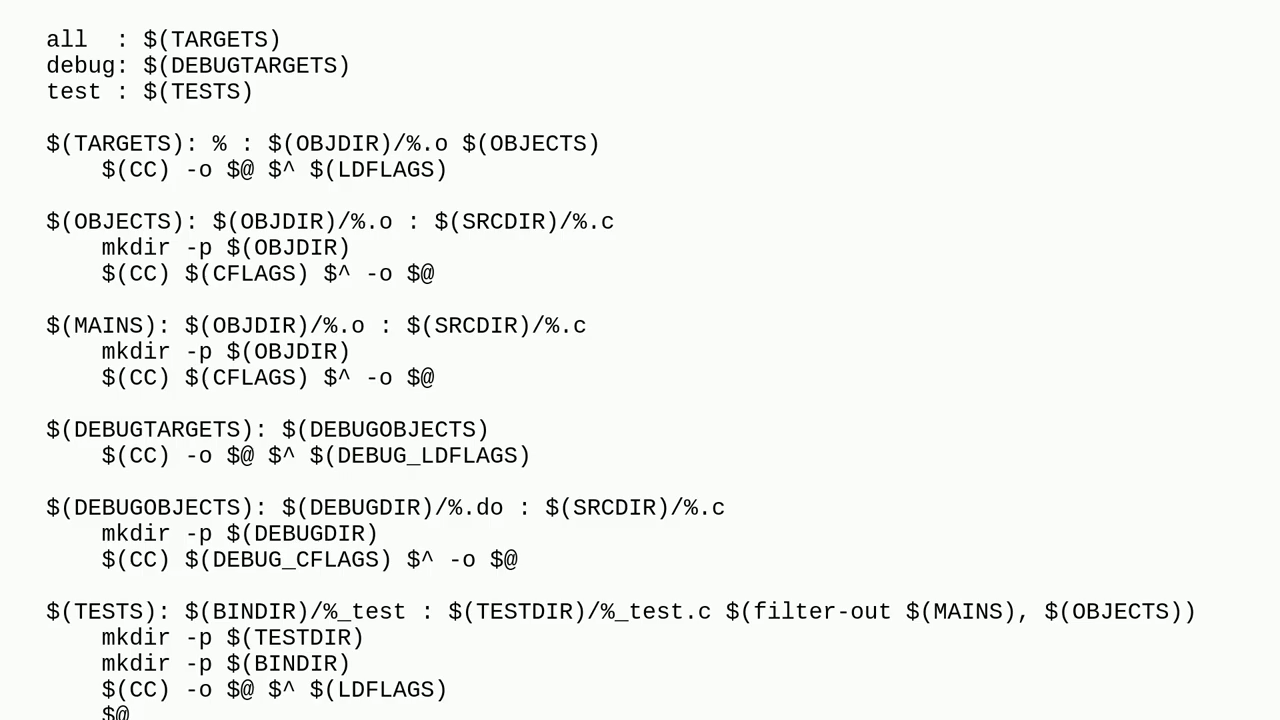 all  : $(TARGETS)
debug: $(DEBUGTARGETS)
test : $(TESTS)

$(TARGETS): % : $(OBJDIR)/%.o $(OBJECTS)
    $(CC) -o $@ $^ $(LDFLAGS)

$(OBJECTS): $(OBJDIR)/%.o : $(SRCDIR)/%.c
    mkdir -p $(OBJDIR)
    $(CC) $(CFLAGS) $^ -o $@

$(MAINS): $(OBJDIR)/%.o : $(SRCDIR)/%.c
    mkdir -p $(OBJDIR)
    $(CC) $(CFLAGS) $^ -o $@

$(DEBUGTARGETS): $(DEBUGOBJECTS)
    $(CC) -o $@ $^ $(DEBUG_LDFLAGS)

$(DEBUGOBJECTS): $(DEBUGDIR)/%.do : $(SRCDIR)/%.c
    mkdir -p $(DEBUGDIR)
    $(CC) $(DEBUG_CFLAGS) $^ -o $@

$(TESTS): $(BINDIR)/%_test : $(TESTDIR)/%_test.c $(filter-out $(MAINS), $(OBJECTS))
    mkdir -p $(TESTDIR)
    mkdir -p $(BINDIR)
    $(CC) -o $@ $^ $(LDFLAGS)
    $@